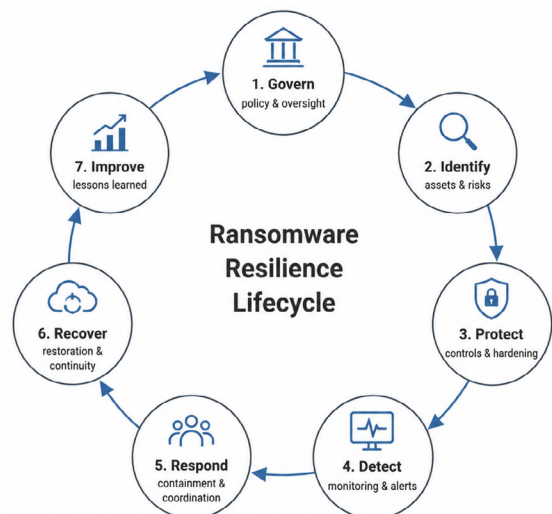 1. Govern
policy & oversight
2. Identify
assets & risks
3. Protect
controls & hardening
4. Detect
monitoring & alerts
5. Respond
containment &
coordination
6. Recover
restoration &
continuity
7. Improve
lessons learned
Ransomware
Resilience
Lifecycle